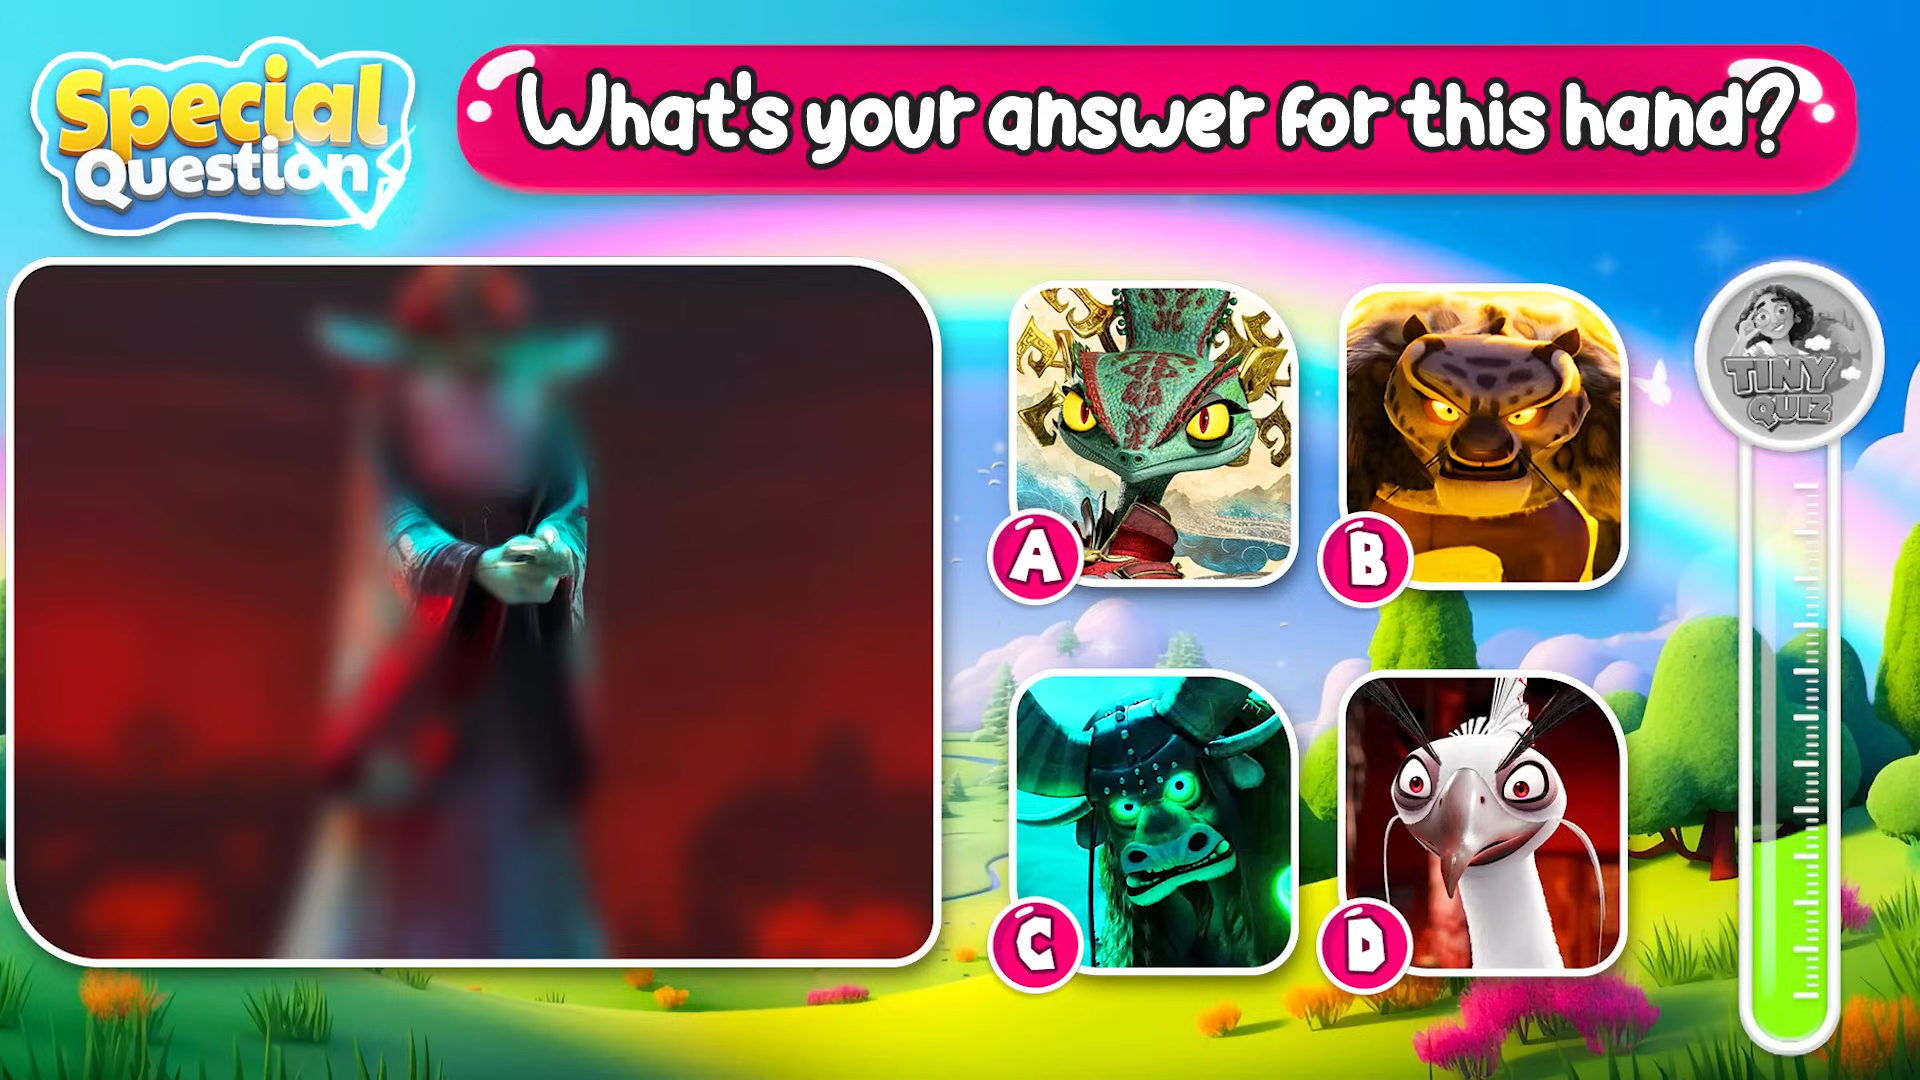 Special
Question
What's your answer for this hand?
A
B
C
D
TINY
QUIZ